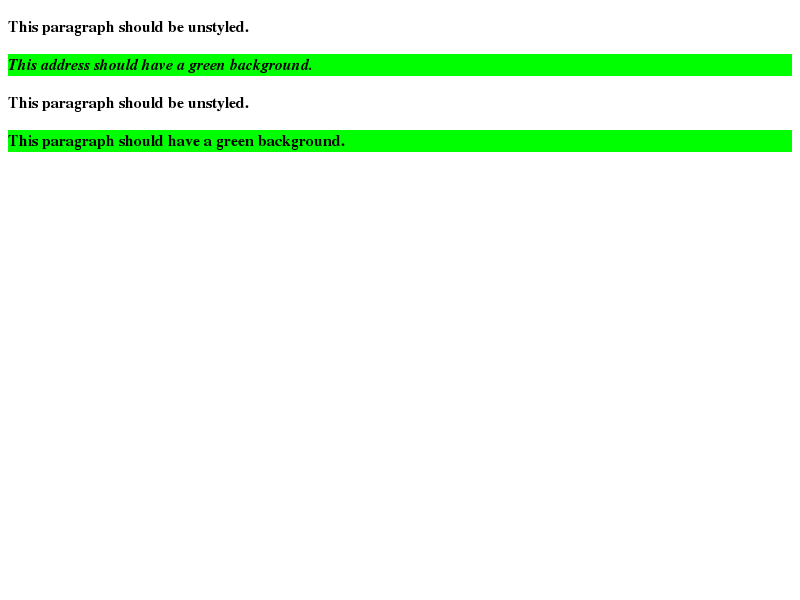 This paragraph should be unstyled.
This address should have a green background.
This paragraph should be unstyled.
This paragraph should have a green background.